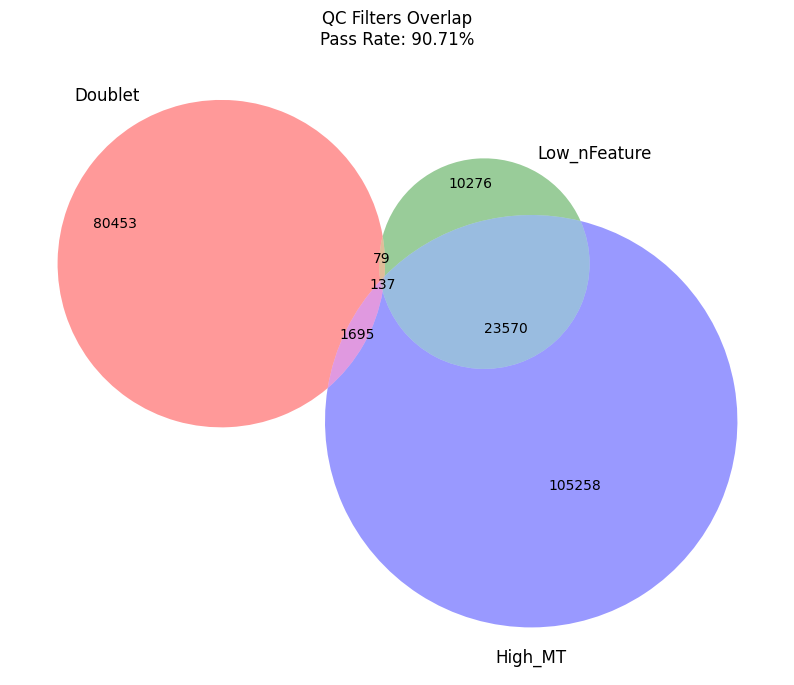 QC Filters Overlap
Pass Rate: 90.71%
Doublet
Low_nFeature
10276
80453
79
137
1695
23570
105258
High_MT